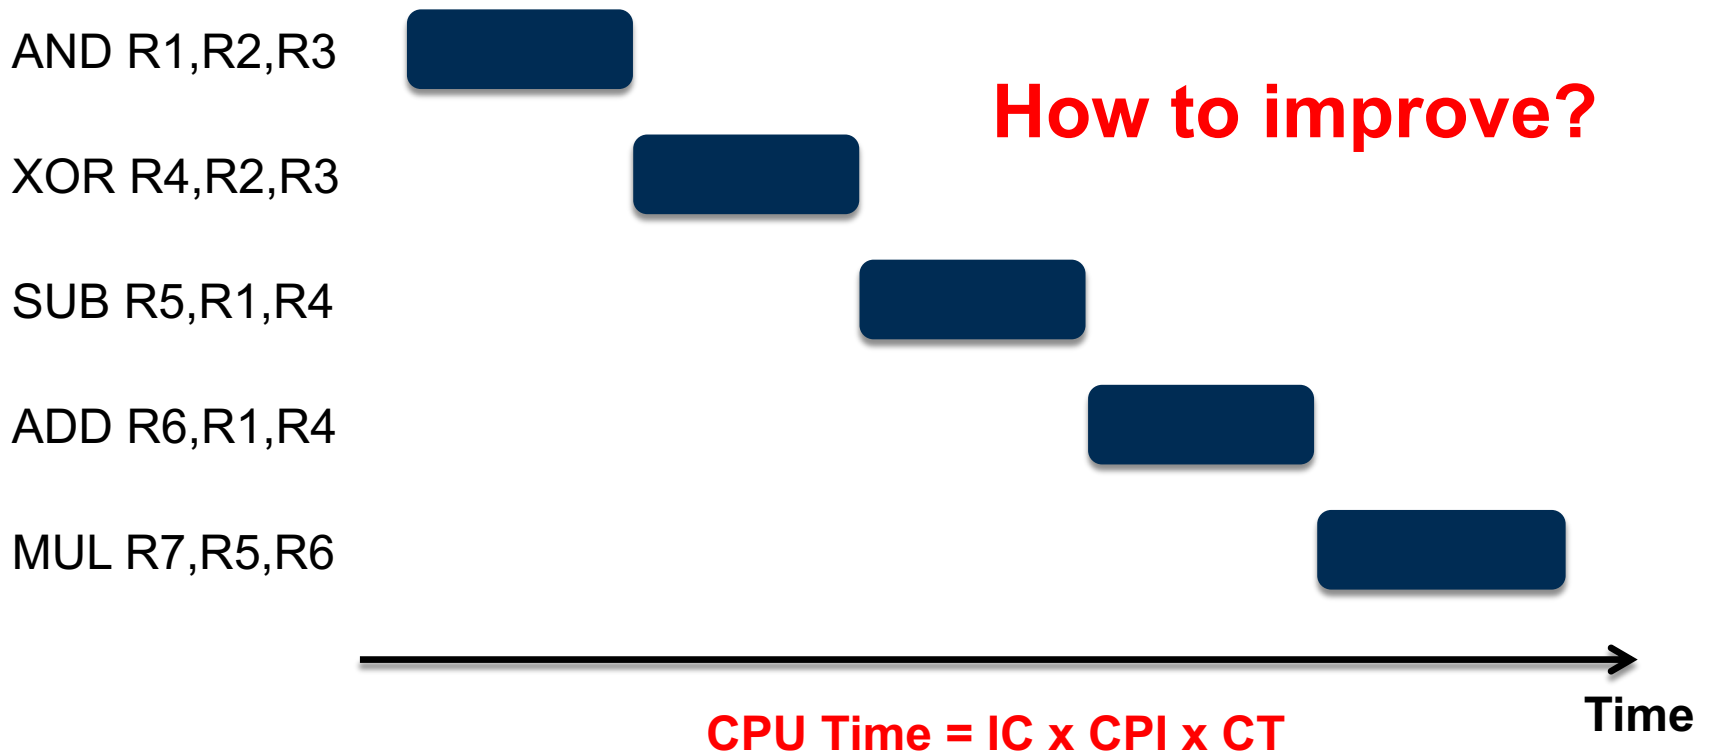 AND R1,R2,R3
How to improve?
XOR R4,R2,R3
SUB R5,R1,R4
ADD R6,R1,R4
MUL R7,R5,R6
Time
CPU Time = IC x CPI x CT